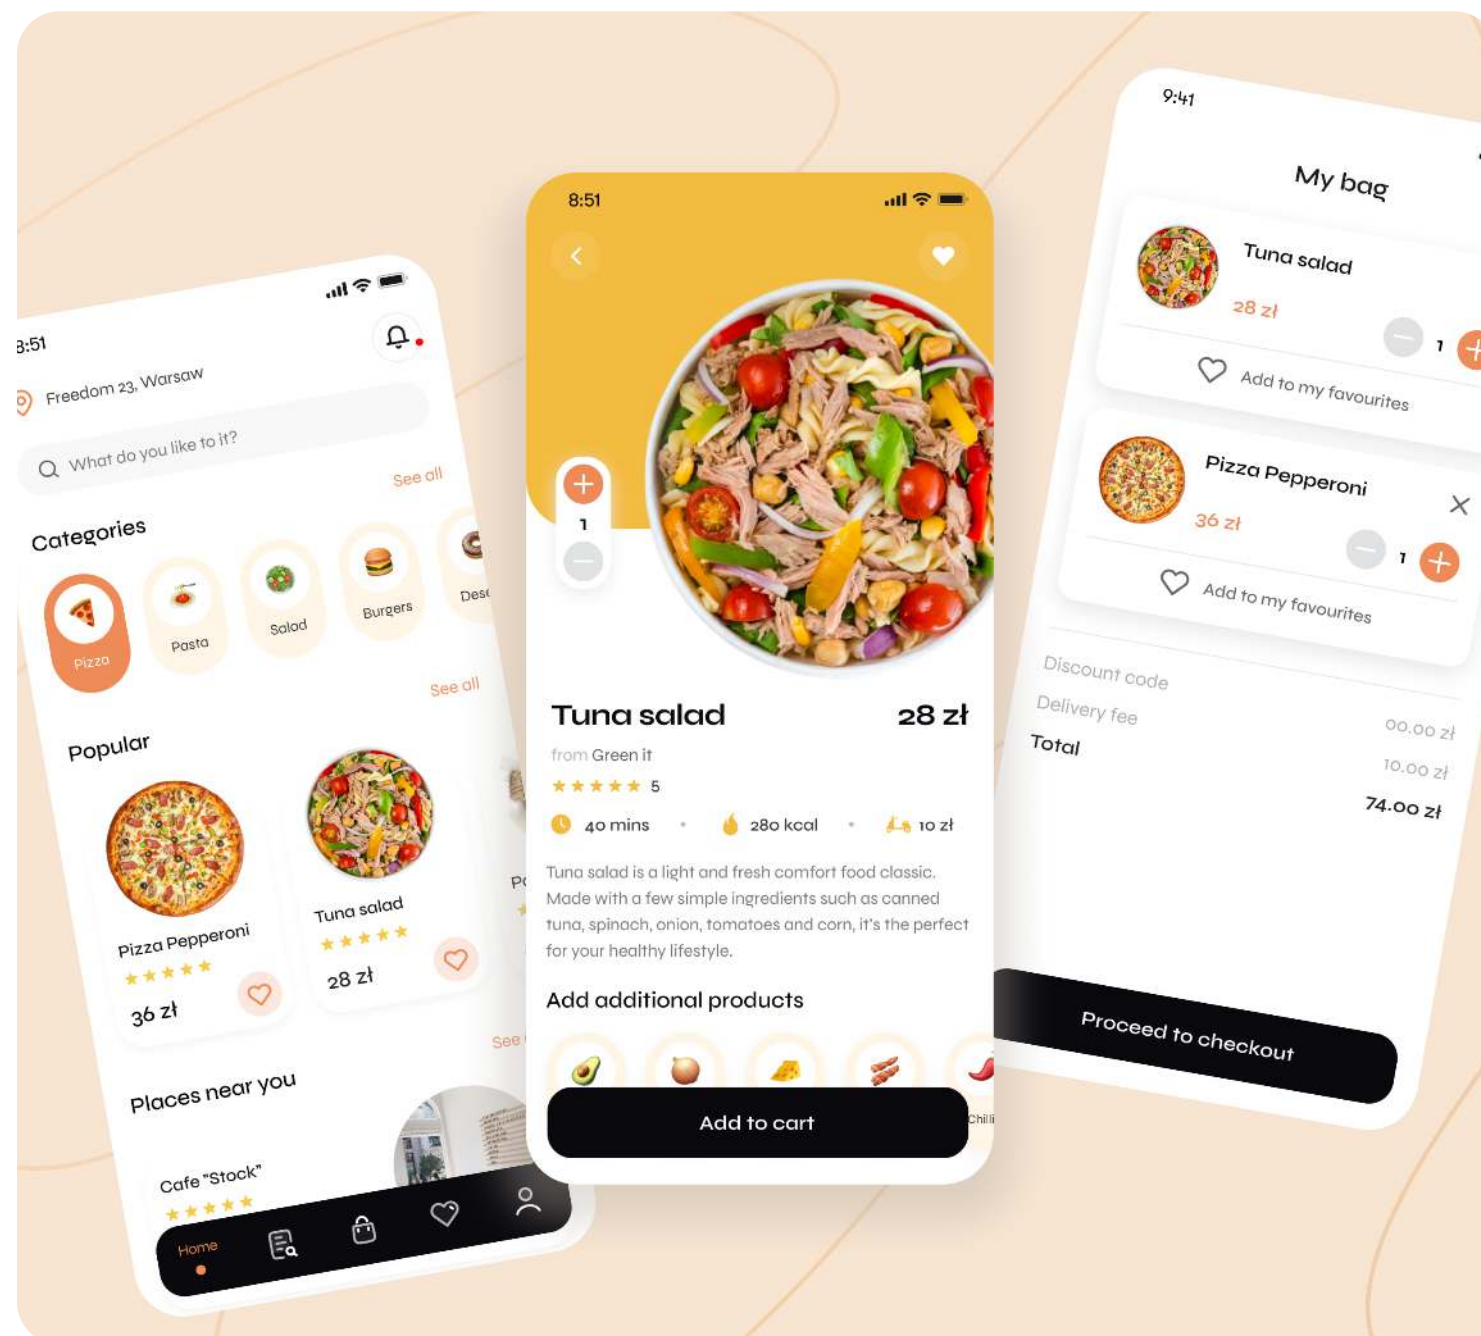 8:51
Freedom 23, Warsaw
What do you like to it?
See all
Categories
Pizza
Pasta
Salad
Burgers
See all
Popular
Pizza Pepperoni
36 zł
Tuna salad
28 zł
See
Places near you
Cafe "Stock"
Home
8:51
1
Tuna salad 28 zł
from Green it
5
40 mins 280 kcal 10 zł
Tuna salad is a light and fresh comfort food classic.
Made with a few simple ingredients such as canned
tuna, spinach, onion, tomatoes and corn, it's the perfect
for your healthy lifestyle.
Add additional products
Chilli
Add to cart
9:41
My bag
Tuna salad
28 zł
1
Add to my favourites
Pizza Pepperoni
36 zł
1
Add to my favourites
Discount code 00.00 zł
Delivery fee 10.00 zł
Total 74.00 zł
Proceed to checkout